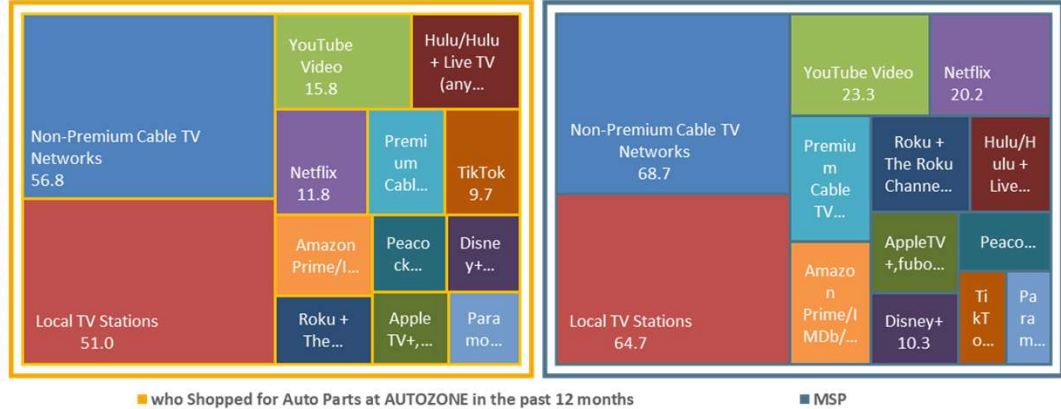 Non-Premium Cable TV
Networks
56.8
Local TV Stations
51.0
YouTube
Video
15.8
Hulu/Hulu
+ Live TV
(any...
Netflix
11.8
Premi
um
Cabl...
TikTok
9.7
Amazon
Prime/I...
Peaco
ck...
Disne
y+...
Roku +
The...
Apple
TV+,...
Para
mo...
Non-Premium Cable TV
Networks
68.7
Local TV Stations
64.7
YouTube Video
23.3
Netflix
20.2
Premiu
m
Cable
TV...
Roku +
The Roku
Channe...
Hulu/H
ulu +
Live...
Amazo
n
Prime/I
MDb/...
AppleTV
+,fubo...
Peaco...
Disney+
10.3
Ti
kT
o...
Pa
ra
m...
who Shopped for Auto Parts at AUTOZONE in the past 12 months
MSP